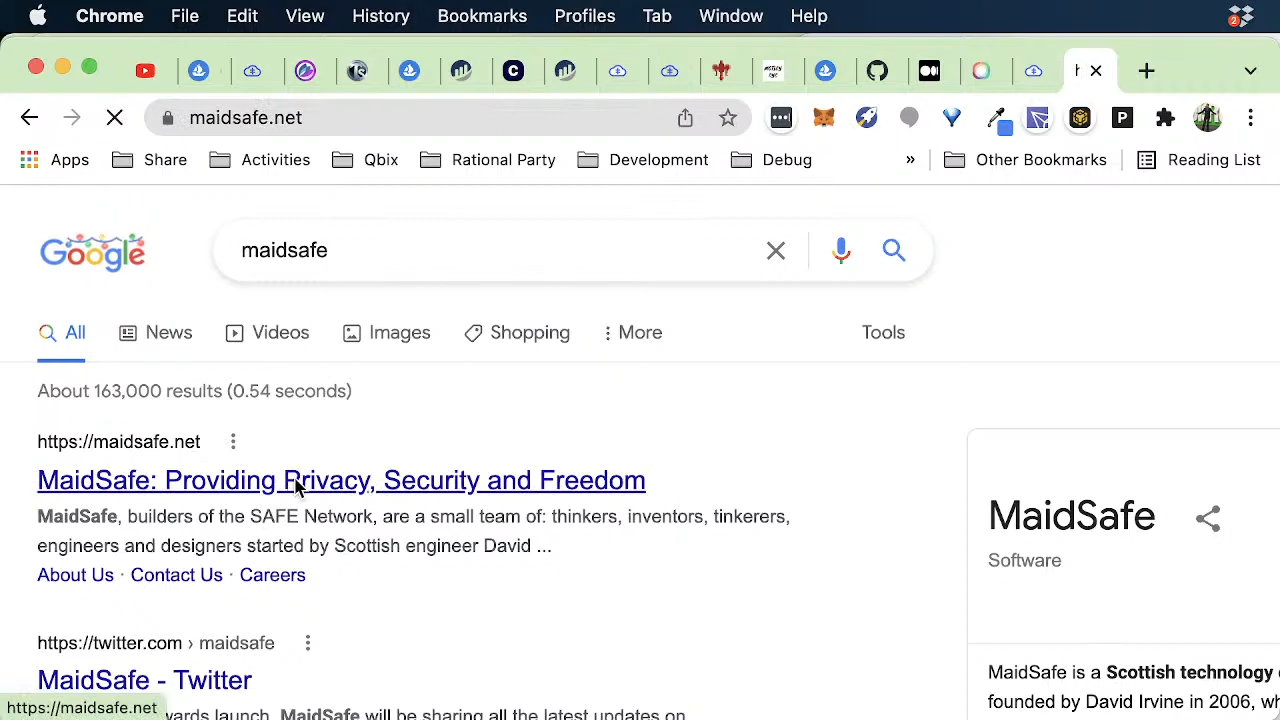 Chrome File Edit View History Bookmarks Profiles Tab Window Help
2
maidsafe.net
P
Apps Share Activities Qbix Rational Party Development Debug » Other Bookmarks Reading List
Google
maidsafe
All News Videos Images Shopping More Tools
About 163,000 results (0.54 seconds)
https://maidsafe.net
MaidSafe: Providing Privacy, Security and Freedom
MaidSafe, builders of the SAFE Network, are a small team of: thinkers, inventors, tinkerers,
engineers and designers started by Scottish engineer David ...
About Us · Contact Us · Careers
https://twitter.com › maidsafe
MaidSafe - Twitter
wards launch, MaidSafe will be sharing all the latest updates on
https://maidsafe.net
MaidSafe
Software
MaidSafe is a Scottish technology
founded by David Irvine in 2006, wh